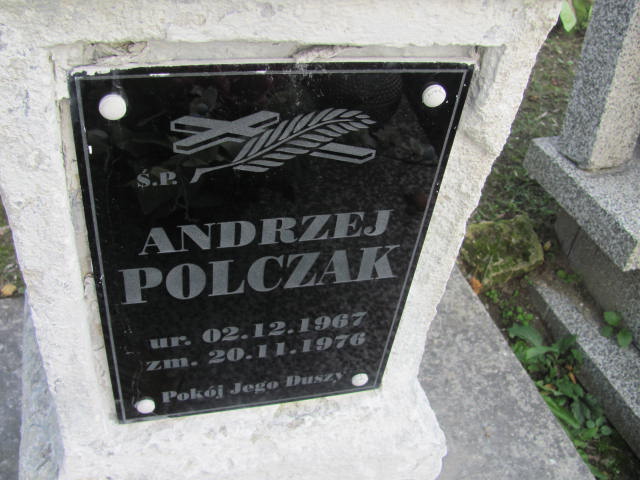 Ś.P.
ANDRZEJ
POLCZAK
ur. 02.12.1967
zm. 20.11.1976
Pokój Jego Duszy